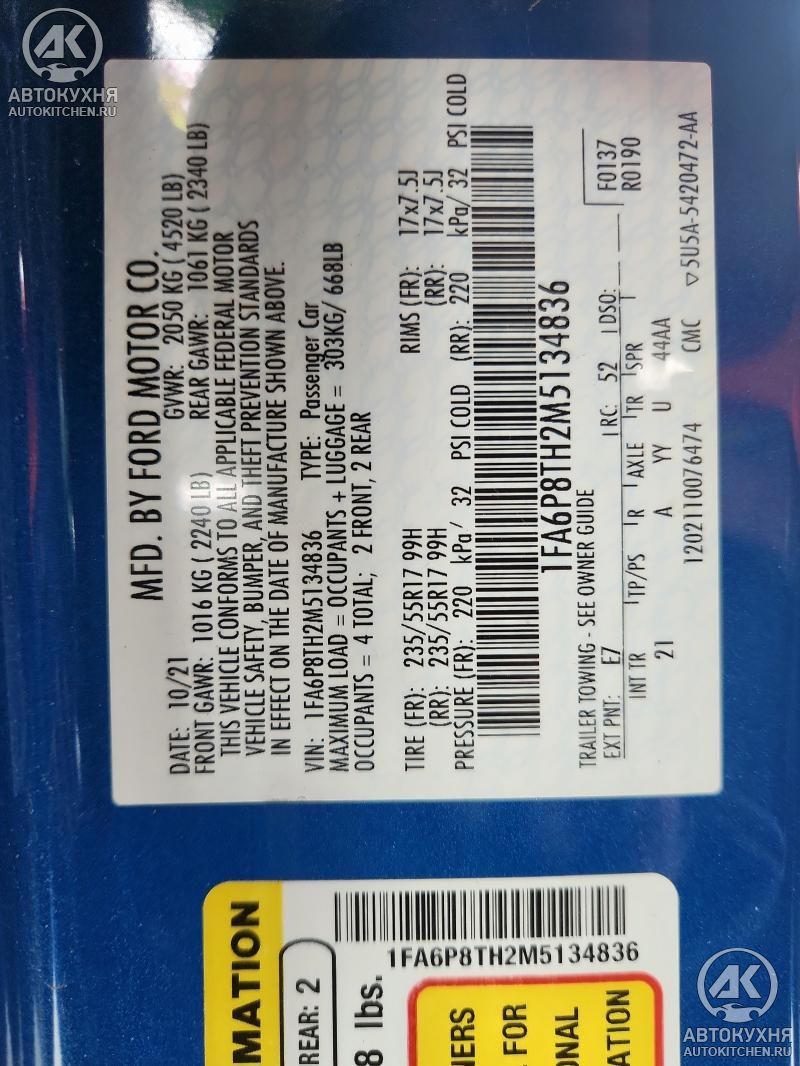 AK
АВТОКУХНЯ
AUTOKITCHEN.RU
MFD. BY FORD MOTOR CO.
DATE: 10/21 GVWR: 2050 KG ( 4520 LB)
FRONT GAWR: 1016 KG ( 2240 LB) REAR GAWR: 1061 KG ( 2340 LB)
THIS VEHICLE CONFORMS TO ALL APPLICABLE FEDERAL MOTOR
VEHICLE SAFETY, BUMPER, AND THEFT PREVENTION STANDARDS
IN EFFECT ON THE DATE OF MANUFACTURE SHOWN ABOVE.
VIN: 1FA6P8TH2M5134836 TYPE: Passenger Car
MAXIMUM LOAD = OCCUPANTS + LUGGAGE = 303KG/ 668LB
OCCUPANTS = 4 TOTAL; 2 FRONT, 2 REAR
TIRE (FR): 235/55R17 99H RIMS (FR): 17x7.5J
(RR): 235/55R17 99H (RR): 17x7.5J
PRESSURE (FR): 220 kPa/ 32 PSI COLD (RR): 220 kPa/ 32 PSI COLD
1FA6P8TH2M5134836
TRAILER TOWING - SEE OWNER GUIDE
F0137
EXT PNT: E7 RC: 52 DSO: R0190
INT TR TP/PS R AXLE TR SPR
21 A YY U 44AA
1202110076474 CMC ▽5U5A-5420472-AA
MATION
REAR: 2
8 lbs.
1FA6P8TH2M5134836
NERS
FOR
ONAL
ATION
AK
АВТОКУХНЯ
AUTOKITCHEN.RU